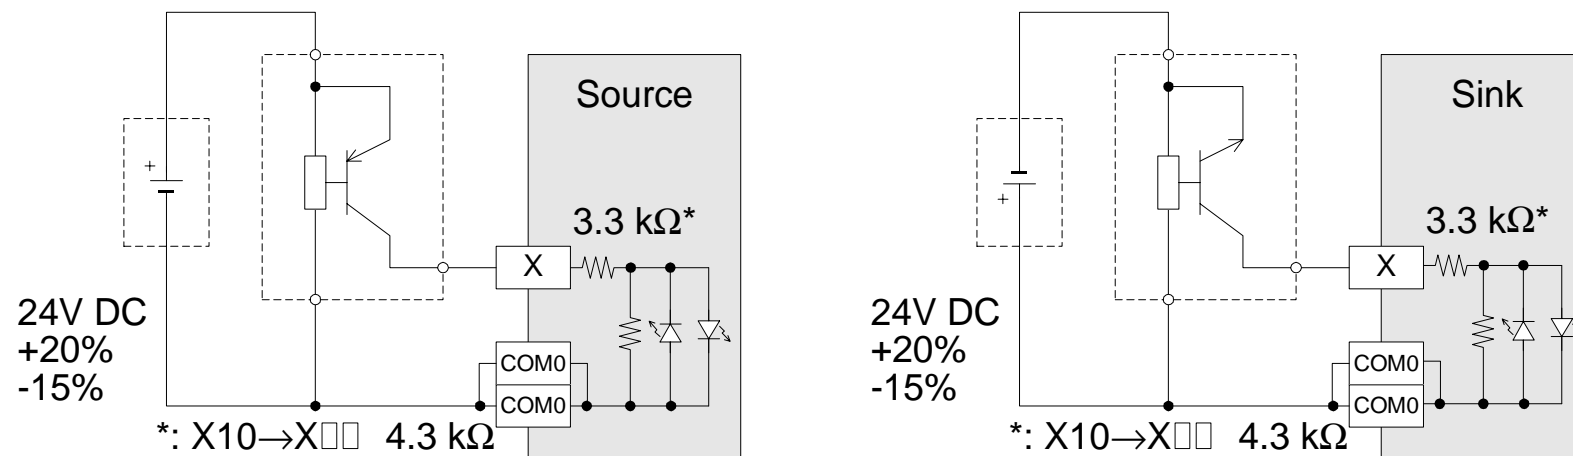 Source
+
3.3 kΩ*
X
24V DC
+20%
-15%
COM0
COM0
*: X10→X▯▯ 4.3 kΩ
Sink
+
3.3 kΩ*
X
24V DC
+20%
-15%
COM0
COM0
*: X10→X▯▯ 4.3 kΩ